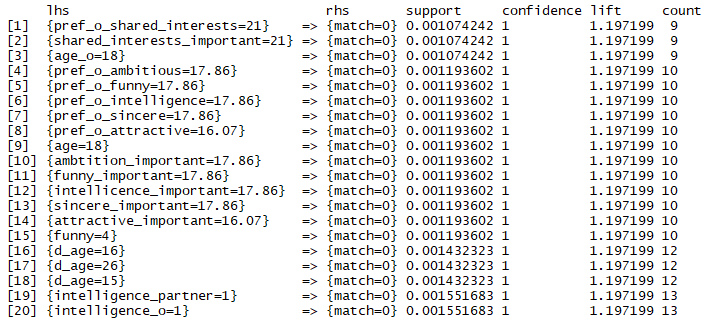 lhs rhs support confidence lift count
[1] {pref_o_shared_interests=21} => {match=0} 0.001074242 1 1.197199 9
[2] {shared_interests_important=21} => {match=0} 0.001074242 1 1.197199 9
[3] {age_o=18} => {match=0} 0.001074242 1 1.197199 9
[4] {pref_o_ambitious=17.86} => {match=0} 0.001193602 1 1.197199 10
[5] {pref_o_funny=17.86} => {match=0} 0.001193602 1 1.197199 10
[6] {pref_o_intelligence=17.86} => {match=0} 0.001193602 1 1.197199 10
[7] {pref_o_sincere=17.86} => {match=0} 0.001193602 1 1.197199 10
[8] {pref_o_attractive=16.07} => {match=0} 0.001193602 1 1.197199 10
[9] {age=18} => {match=0} 0.001193602 1 1.197199 10
[10] {ambtition_important=17.86} => {match=0} 0.001193602 1 1.197199 10
[11] {funny_important=17.86} => {match=0} 0.001193602 1 1.197199 10
[12] {intellicence_important=17.86} => {match=0} 0.001193602 1 1.197199 10
[13] {sincere_important=17.86} => {match=0} 0.001193602 1 1.197199 10
[14] {attractive_important=16.07} => {match=0} 0.001193602 1 1.197199 10
[15] {funny=4} => {match=0} 0.001193602 1 1.197199 10
[16] {d_age=16} => {match=0} 0.001432323 1 1.197199 12
[17] {d_age=26} => {match=0} 0.001432323 1 1.197199 12
[18] {d_age=15} => {match=0} 0.001432323 1 1.197199 12
[19] {intelligence_partner=1} => {match=0} 0.001551683 1 1.197199 13
[20] {intelligence_o=1} => {match=0} 0.001551683 1 1.197199 13